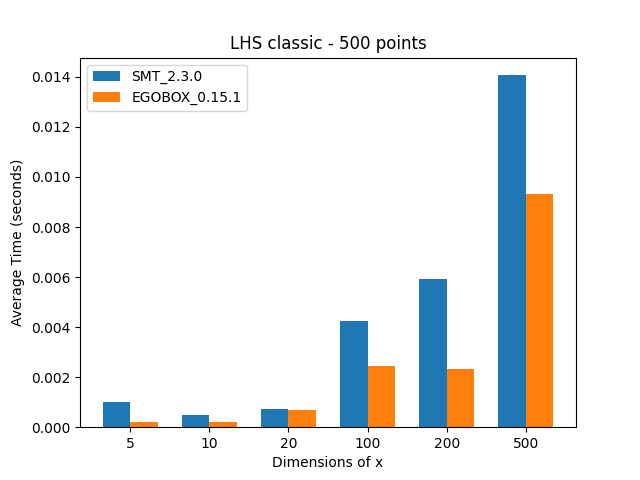 LHS classic - 500 points
SMT_2.3.0
EGOBOX_0.15.1
Average Time (seconds)
0.014
0.012
0.010
0.008
0.006
0.004
0.002
0.000
5 10 20 100 200 500
Dimensions of x